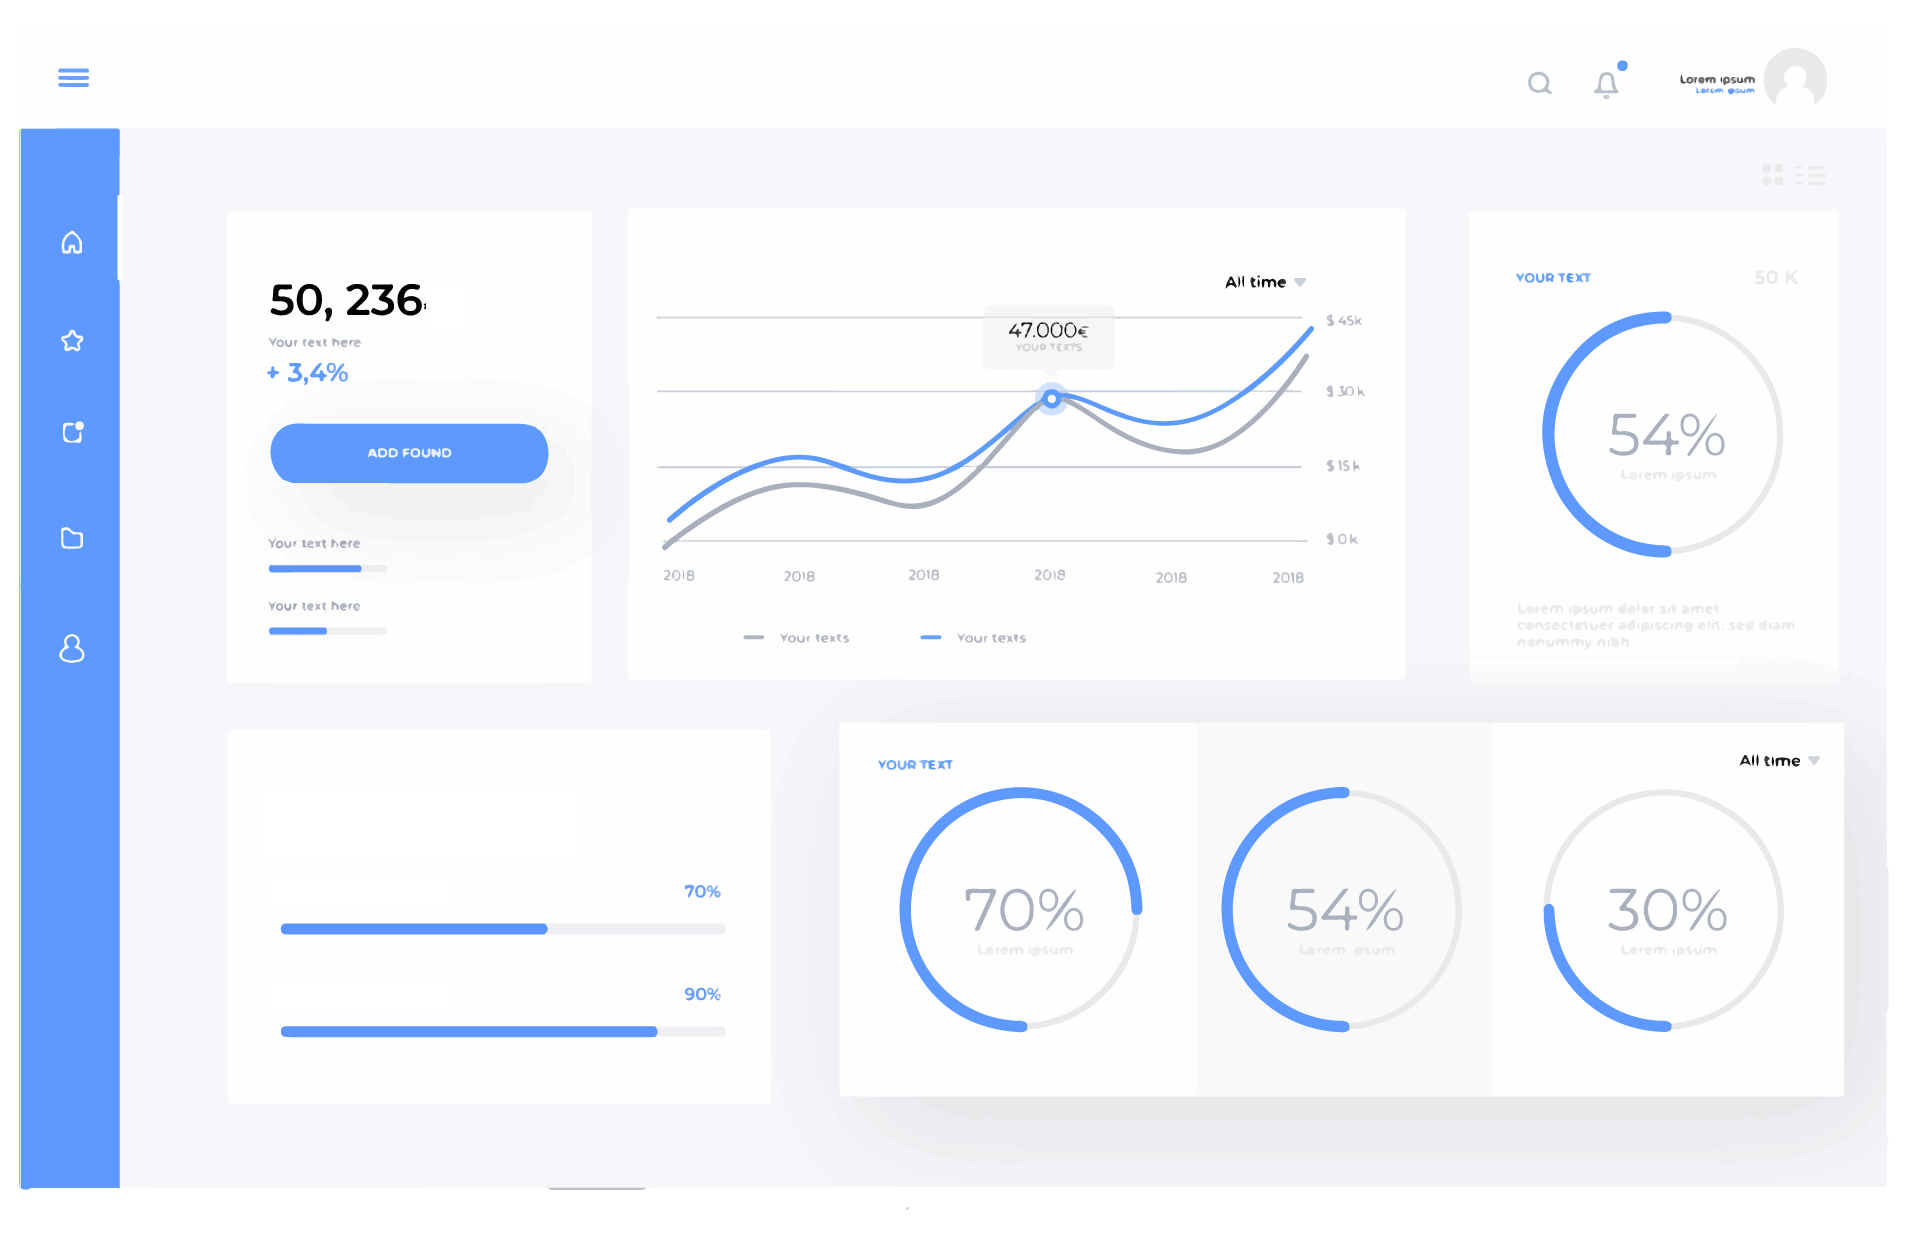 Lorem ipsum
Lorem ipsum
50, 236
Your text here
+ 3,4%
ADD FOUND
Your text here
Your text here
All time
47.000€
YOUR TEXTS
$ 45k
$ 30 k
$ 15 k
$ 0 k
2018 2018 2018 2018 2018 2018
Your texts Your texts
YOUR TEXT 50 K
54%
Lorem ipsum
Lorem ipsum dolor sit amet
consectetuer adipiscing elit, sed diam
nonummy nibh
70%
90%
YOUR TEXT All time
70% 54% 30%
Lorem ipsum Lorem ipsum Lorem ipsum